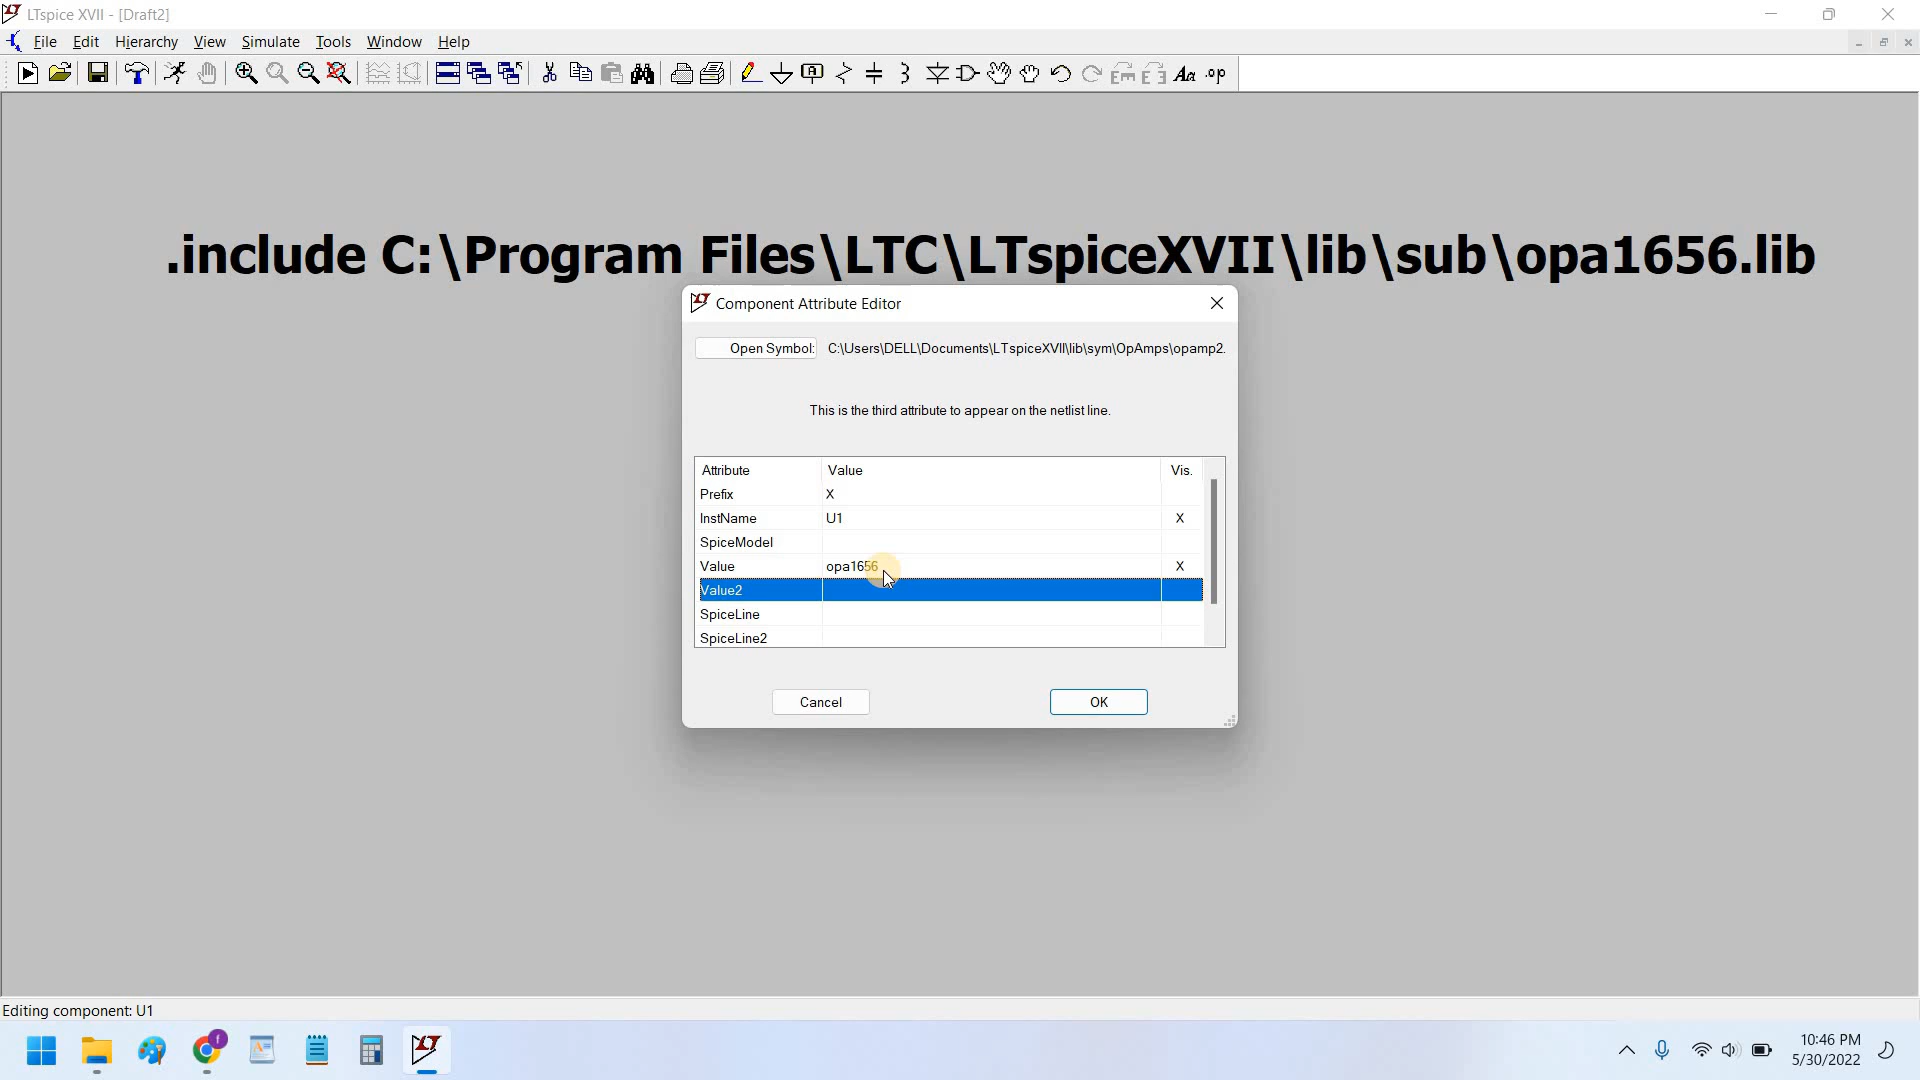 LTspice XVII - [Draft2]
File Edit Hierarchy View Simulate Tools Window Help
.include C:\Program Files\LTC\LTspiceXVII\lib\sub\opa1656.lib
Component Attribute Editor
Open Symbol: C:\Users\DELL\Documents\LTspiceXVII\lib\sym\OpAmps\opamp2.
This is the third attribute to appear on the netlist line.
Attribute Value Vis.
Prefix X
InstName U1 X
SpiceModel
Value opa1656 X
Value2
SpiceLine
SpiceLine2
Cancel OK
Editing component: U1
10:46 PM
5/30/2022